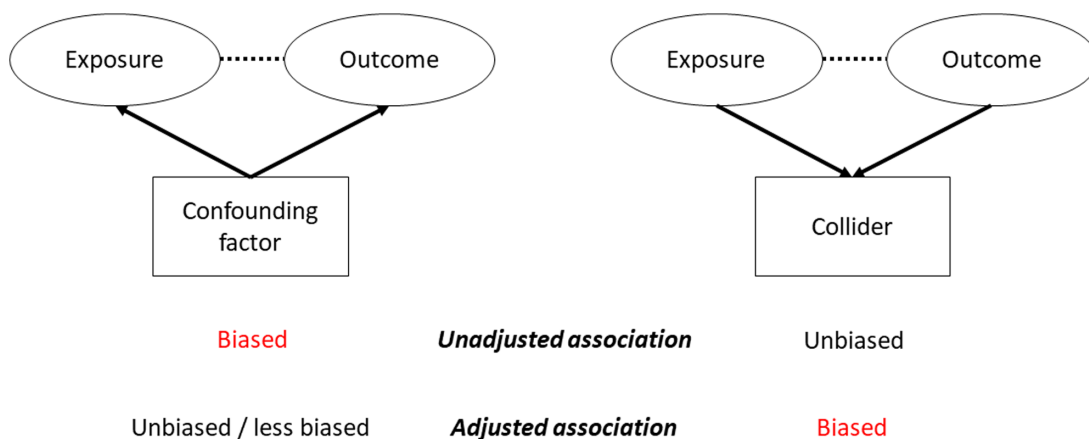 Exposure Outcome Exposure Outcome
Confounding
factor
Collider
Biased Unadjusted association Unbiased
Unbiased / less biased Adjusted association Biased